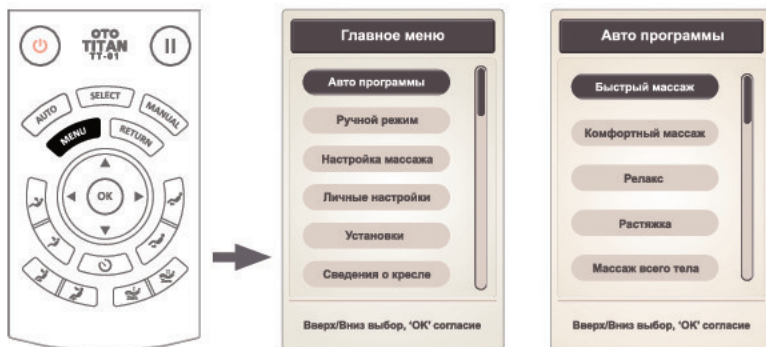 OTO
TITAN
TT-01
AUTO
SELECT
MANUAL
MENU
RETURN
OK
Главное меню
Авто программы
Ручной режим
Настройка массажа
Личные настройки
Установки
Сведения о кресле
Вверх/Вниз выбор, 'OK' согласие
Авто программы
Быстрый массаж
Комфортный массаж
Релакс
Растяжка
Массаж всего тела
Вверх/Вниз выбор, 'OK' согласие